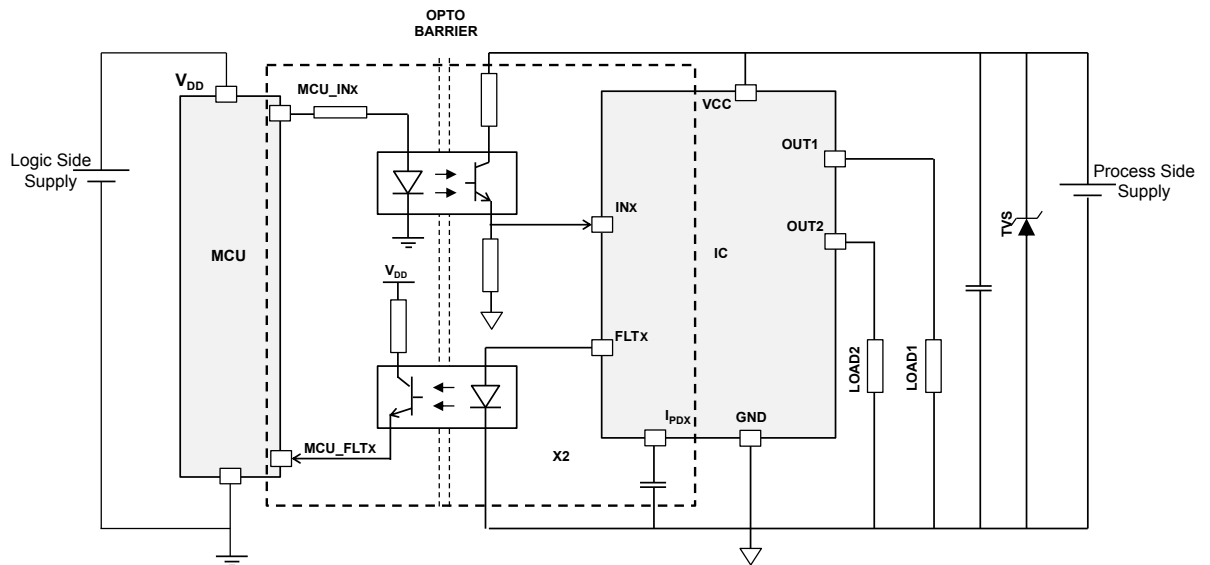 OPTO
BARRIER
V_DD
MCU_INx
VCC
OUT1
Logic Side
Supply
Process Side
Supply
INx
OUT2
TVS
MCU
IC
V_DD
FLTx
LOAD2
LOAD1
I_PDX
GND
MCU_FLTx
X2